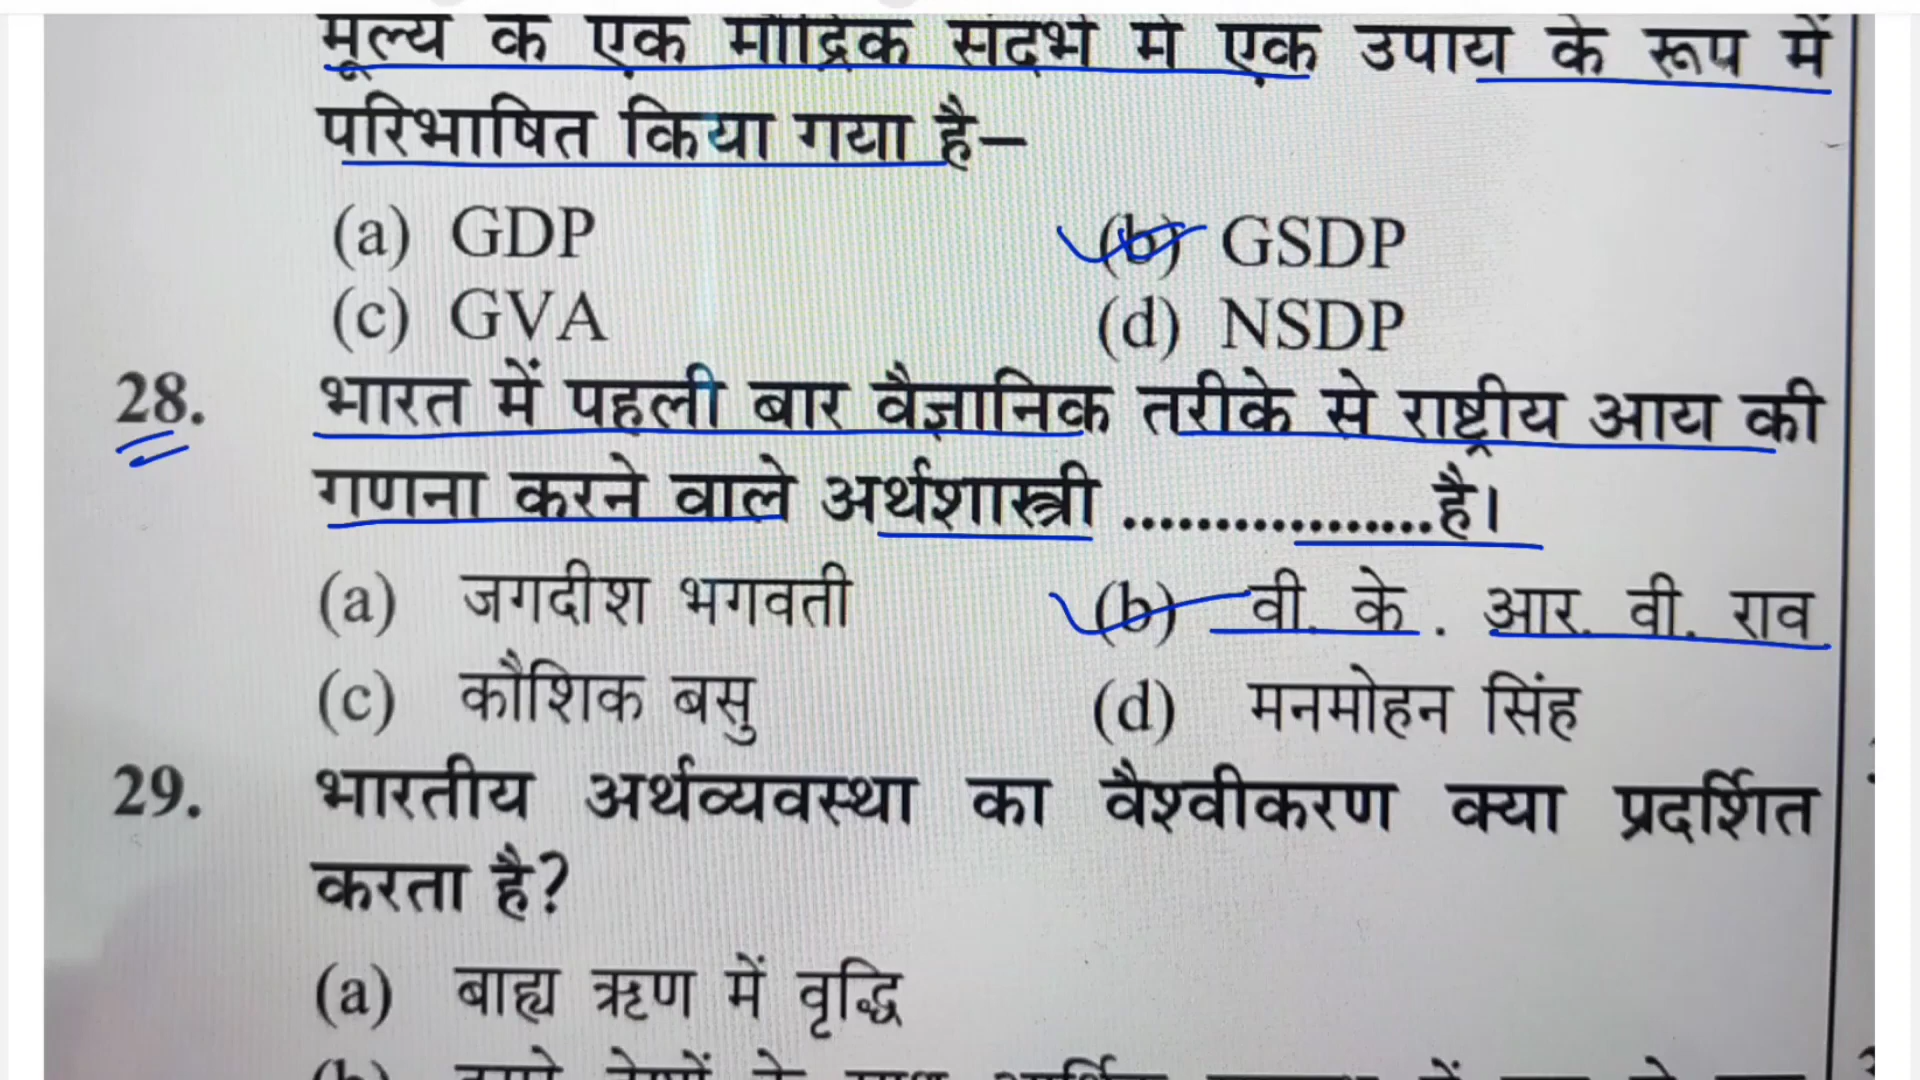 मूल्य के एक मौद्रिक संदर्भ में एक उपाय के रूप में
परिभाषित किया गया है–
(a) GDP (b) GSDP
(c) GVA (d) NSDP
28. भारत में पहली बार वैज्ञानिक तरीके से राष्ट्रीय आय की
गणना करने वाले अर्थशास्त्री .................है।
(a) जगदीश भगवती (b) वी. के. आर. वी. राव
(c) कौशिक बसु (d) मनमोहन सिंह
29. भारतीय अर्थव्यवस्था का वैश्वीकरण क्या प्रदर्शित
करता है?
(a) बाह्य ऋण में वृद्धि